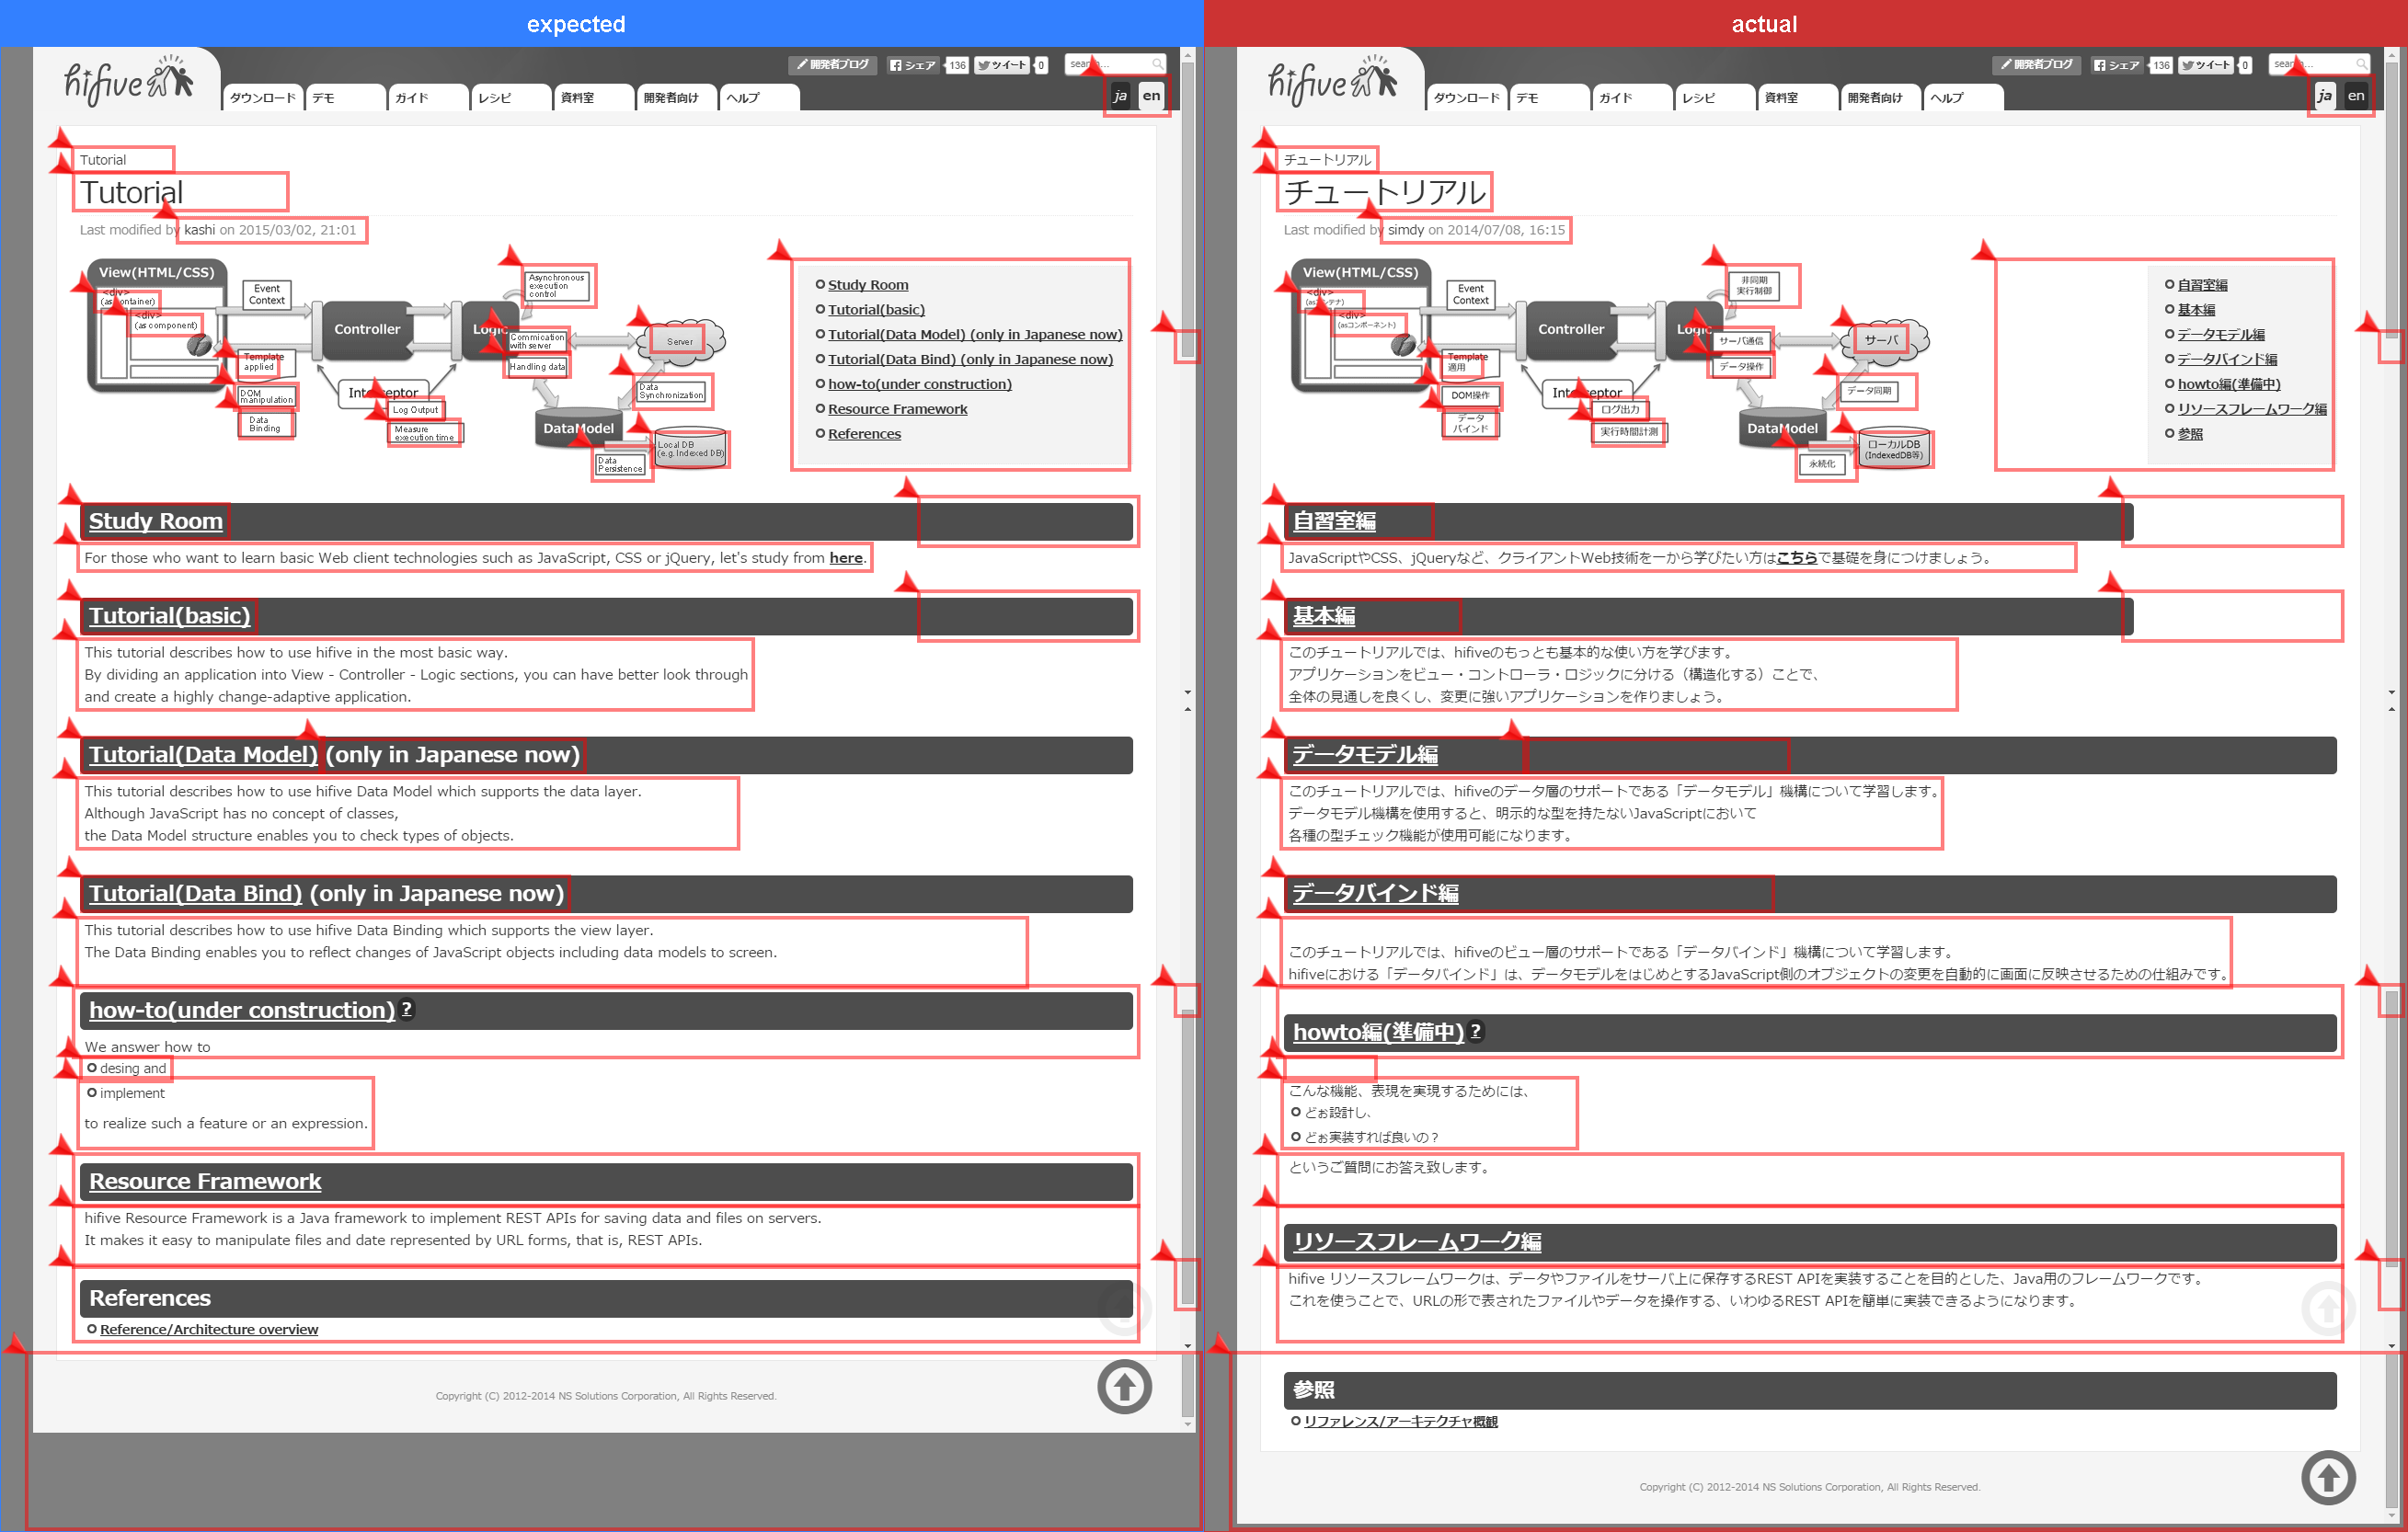 expected
actual
hifive
開発者ブログ
シェア
136
ツイート
0
ダウンロード
デモ
ガイド
レシピ
資料室
開発者向け
ヘルプ
ja
en
Tutorial
Tutorial
Last modified by kashi on 2015/03/02, 21:01
View(HTML/CSS)
<div>
<div>
(as component)
Event
Context
Controller
Asynchronous
execution
control
with server
Handling data
Server
Template
applied
DOM
manipulation
Data
Binding
Log Output
Measure
execution time
Data
Synchronization
DataModel
Data
Persistence
Local DB
(e.g. Indexed DB)
Study Room
Tutorial(basic)
Tutorial(Data Model) (only in Japanese now)
Tutorial(Data Bind) (only in Japanese now)
how-to(under construction)
Resource Framework
References
Study Room
For those who want to learn basic Web client technologies such as JavaScript, CSS or jQuery, let's study from here.
Tutorial(basic)
This tutorial describes how to use hifive in the most basic way.
By dividing an application into View - Controller - Logic sections, you can have better look through
and create a highly change-adaptive application.
Tutorial(Data Model) (only in Japanese now)
This tutorial describes how to use hifive Data Model which supports the data layer.
Although JavaScript has no concept of classes,
the Data Model structure enables you to check types of objects.
Tutorial(Data Bind) (only in Japanese now)
This tutorial describes how to use hifive Data Binding which supports the view layer.
The Data Binding enables you to reflect changes of JavaScript objects including data models to screen.
how-to(under construction)?
We answer how to
desing and
implement
to realize such a feature or an expression.
Resource Framework
hifive Resource Framework is a Java framework to implement REST APIs for saving data and files on servers.
It makes it easy to manipulate files and date represented by URL forms, that is, REST APIs.
References
Reference/Architecture overview
Copyright (C) 2012-2014 NS Solutions Corporation, All Rights Reserved.
hifive
開発者ブログ
シェア
136
ツイート
0
ダウンロード
デモ
ガイド
レシピ
資料室
開発者向け
ヘルプ
ja
en
チュートリアル
チュートリアル
Last modified by simdy on 2014/07/08, 16:15
View(HTML/CSS)
<div>
<div>
(asコンポーネント)
Event
Context
Controller
非同期
実行制御
サーバ通信
データ操作
サーバ
Template
適用
DOM操作
データ
バインド
ログ出力
実行時間計測
データ同期
DataModel
永続化
ローカルDB
(IndexedDB等)
自習室編
基本編
データモデル編
データバインド編
howto編(準備中)
リソースフレームワーク編
参照
自習室編
JavaScriptやCSS、jQueryなど、クライアントWeb技術を一から学びたい方はこちらで基礎を身につけましょう。
基本編
このチュートリアルでは、hifiveのもっとも基本的な使い方を学びます。
アプリケーションをビュー・コントローラ・ロジックに分ける（構造化する）ことで、
全体の見通しを良くし、変更に強いアプリケーションを作りましょう。
データモデル編
このチュートリアルでは、hifiveのデータ層のサポートである「データモデル」機構について学習します。
データモデル機構を使用すると、明示的な型を持たないJavaScriptにおいて
各種の型チェック機能が使用可能になります。
データバインド編
このチュートリアルでは、hifiveのビュー層のサポートである「データバインド」機構について学習します。
hifiveにおける「データバインド」は、データモデルをはじめとするJavaScript側のオブジェクトの変更を自動的に画面に反映させるための仕組みです。
howto編(準備中)?
こんな機能、表現を実現するためには、
どぉ設計し、
どぉ実装すれば良いの？
というご質問にお答え致します。
リソースフレームワーク編
hifive リソースフレームワークは、データやファイルをサーバ上に保存するREST APIを実装することを目的とした、Java用のフレームワークです。
これを使うことで、URLの形で表されたファイルやデータを操作する、いわゆるREST APIを簡単に実装できるようになります。
参照
リファレンス/アーキテクチャ概観
Copyright (C) 2012-2014 NS Solutions Corporation, All Rights Reserved.